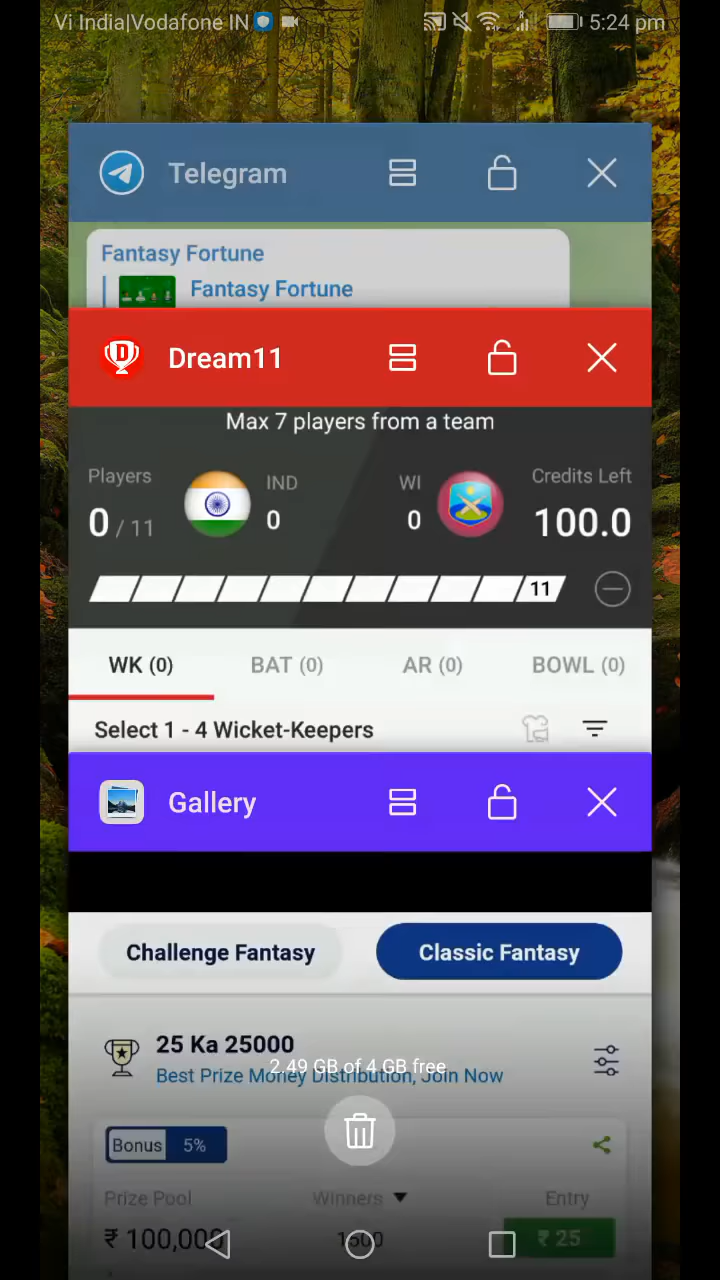 Vi India|Vodafone IN 5:24 pm
Telegram
Fantasy Fortune
Fantasy Fortune
Dream11
Max 7 players from a team
Players IND WI Credits Left
0 / 11 0 0 100.0
11
WK (0) BAT (0) AR (0) BOWL (0)
Select 1 - 4 Wicket-Keepers
Gallery
Challenge Fantasy Classic Fantasy
25 Ka 25000
2.49 GB of 4 GB free
Best Prize Money Distribution, Join Now
Bonus 5%
Prize Pool Winners Entry
₹ 100,000 1500 ₹ 25